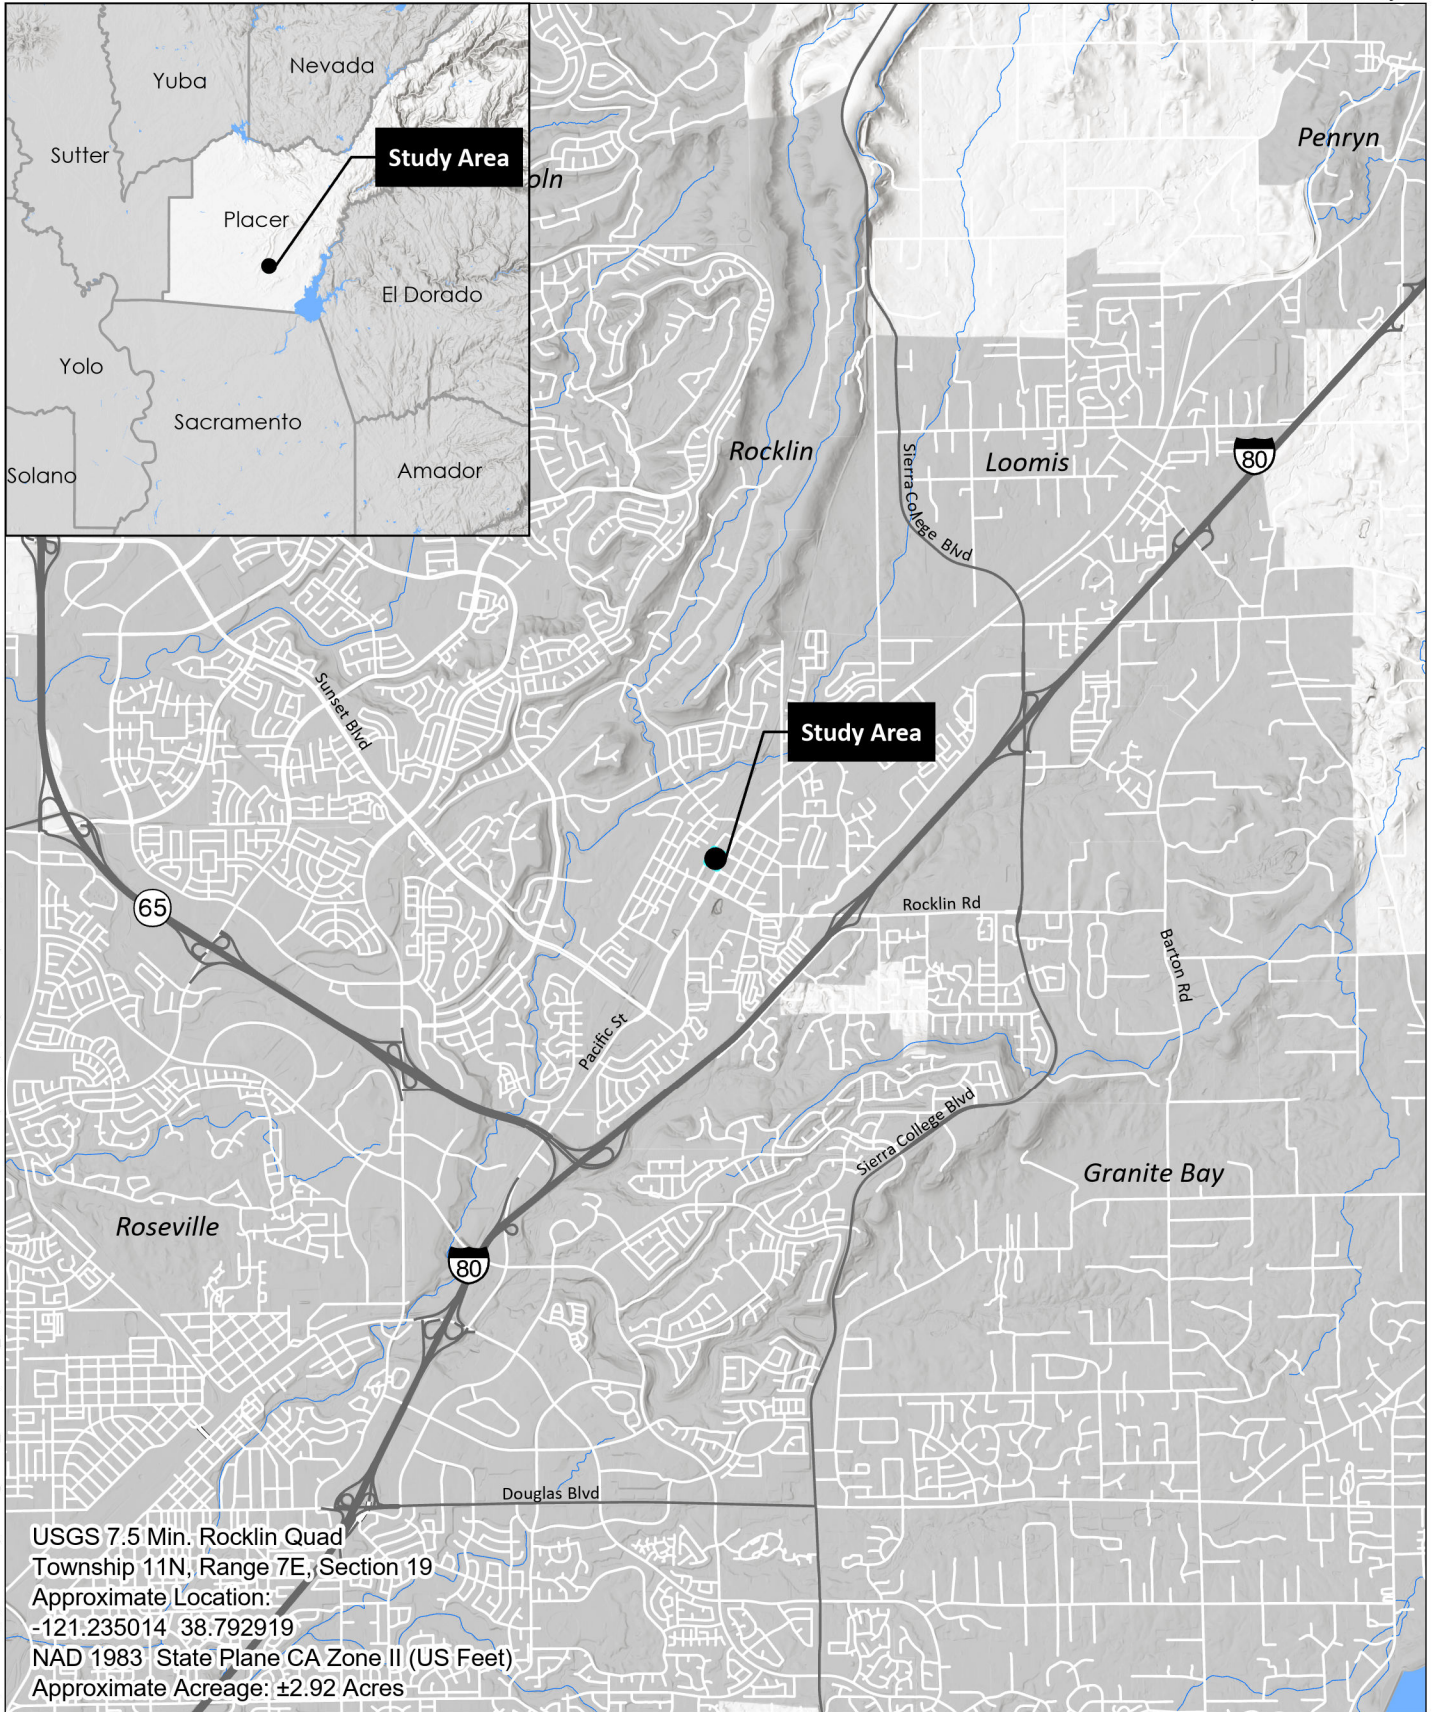 Yuba
Nevada
Sutter
Study Area
Placer
El Dorado
Yolo
Sacramento
Solano
Amador
oln
Penryn
Rocklin
Loomis
80
Sierra College Blvd
Sunset Blvd
Study Area
65
Rocklin Rd
Barton Rd
Pacific St
Sierra College Blvd
Granite Bay
Roseville
80
Douglas Blvd
USGS 7.5 Min. Rocklin Quad
Township 11N, Range 7E, Section 19
Approximate Location:
-121.235014 38.792919
NAD 1983 State Plane CA Zone II (US Feet)
Approximate Acreage: ±2.92 Acres